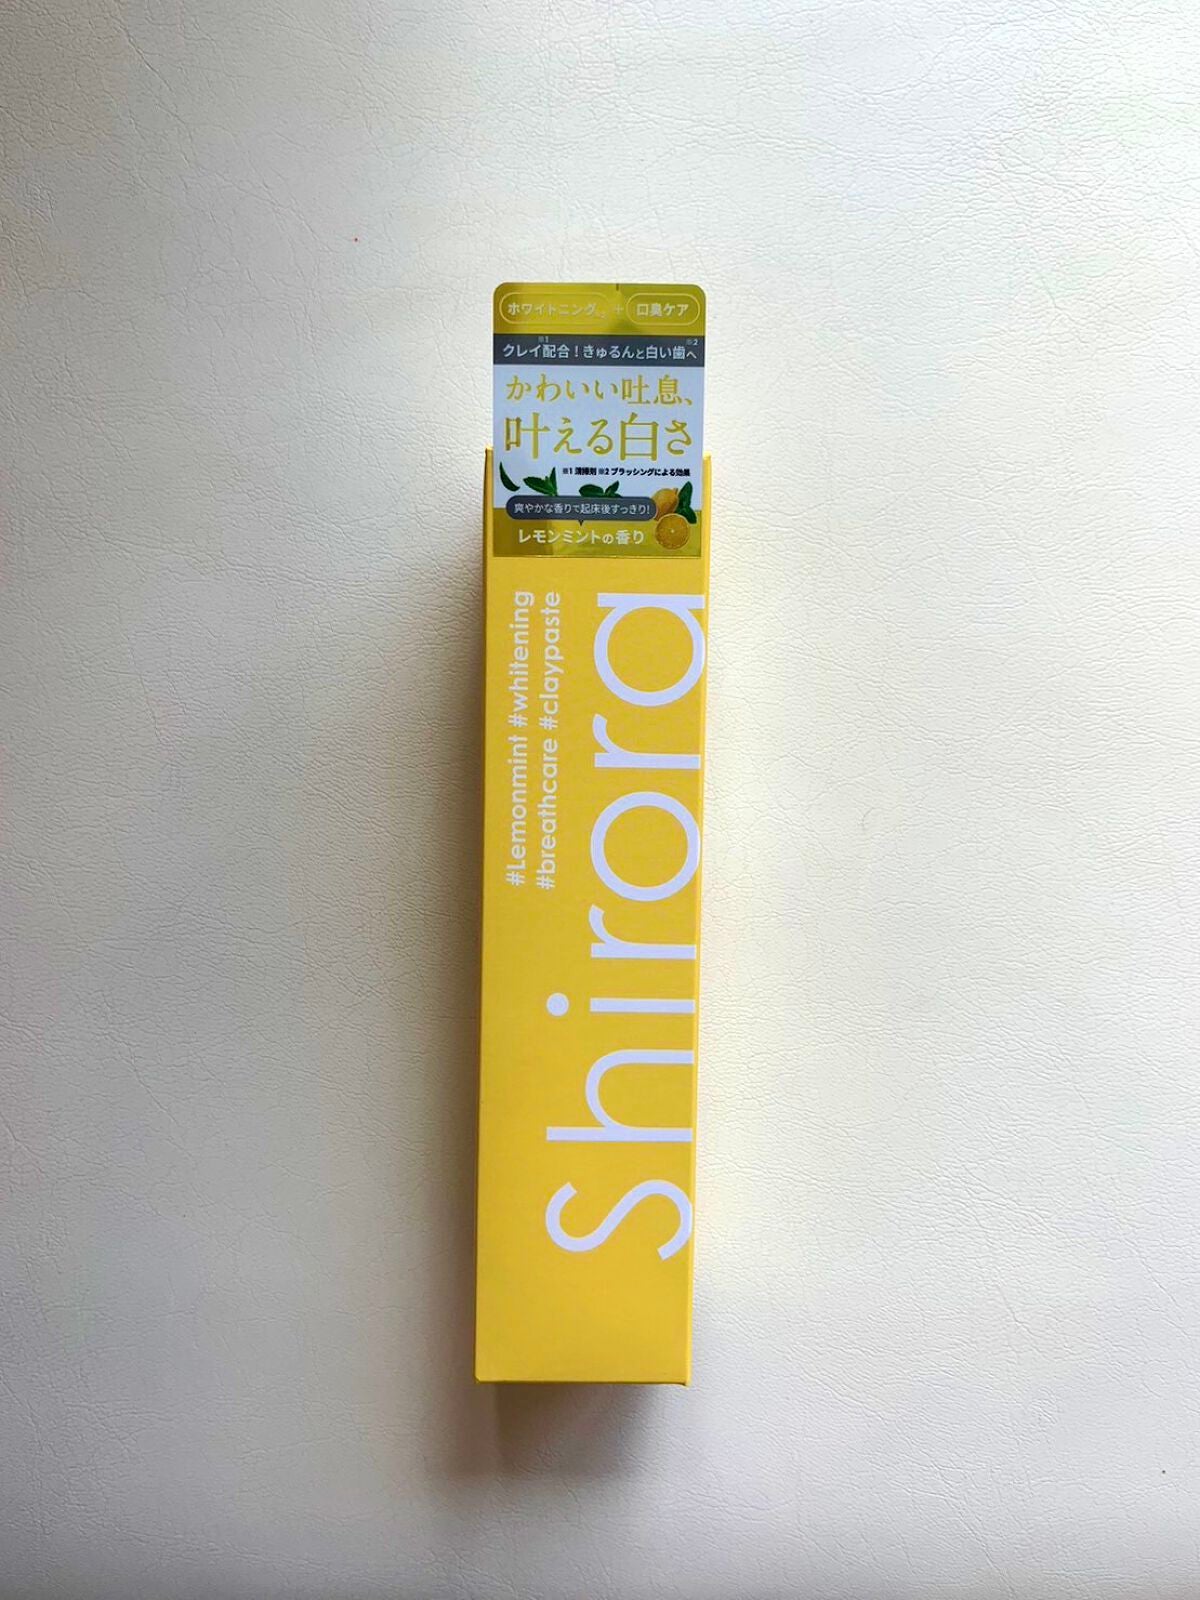 ホワイトニング※2 + 口臭ケア
※1 ※2
クレイ配合！きゅるんと白い歯へ
かわいい吐息、
叶える白さ
※1 清掃剤 ※2 ブラッシングによる効果
爽やかな香りで起床後すっきり!
レモンミントの香り
#Lemonmint #whitening
#breathcare #claypaste
Shirora